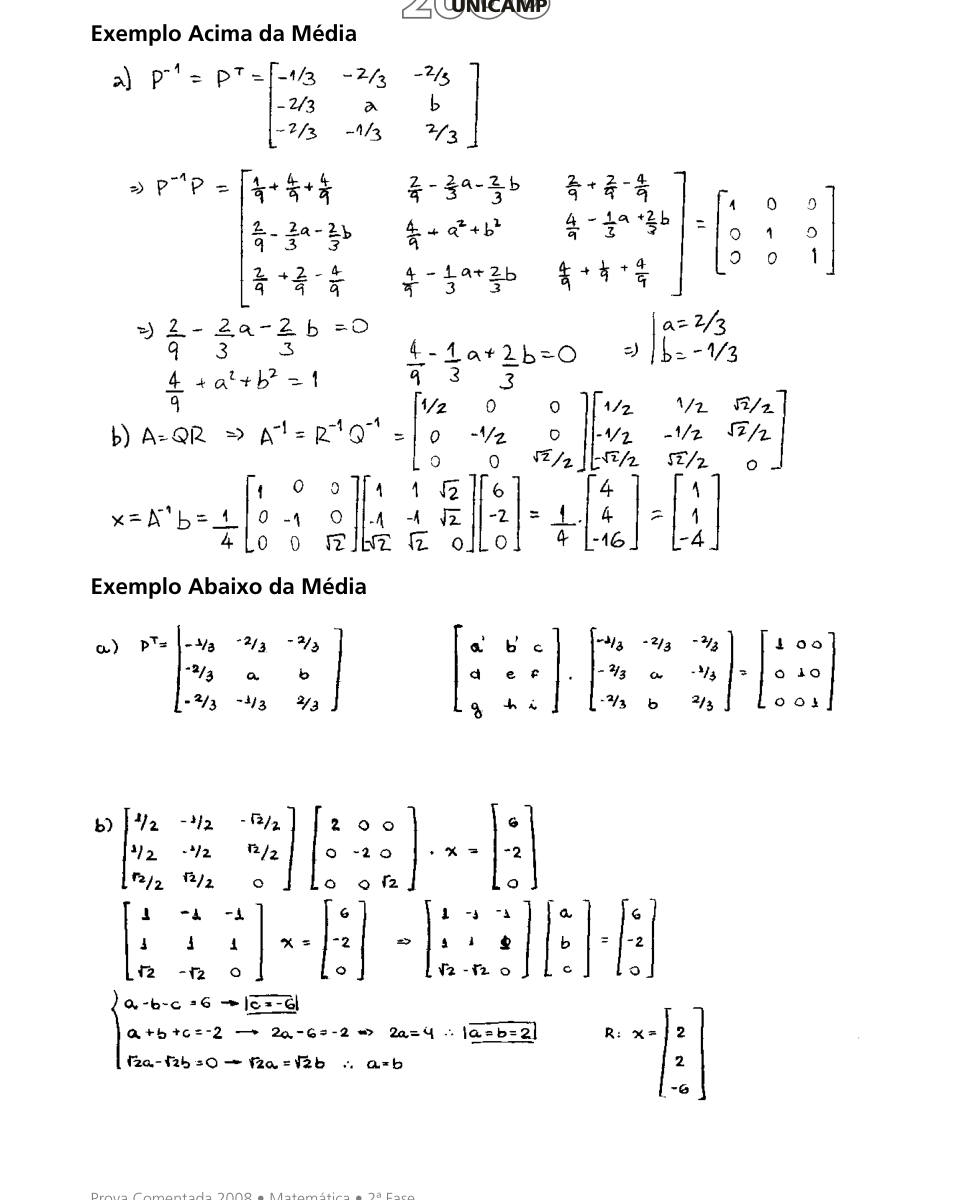 UNICAMP
Exemplo Acima da Média
a) P⁻¹ = Pᵀ = [-1/3 -2/3 -2/3
-2/3 a b
-2/3 -1/3 2/3]
⇒ P⁻¹P = [1/9 + 4/9 + 4/9   2/9 - 2/3 a - 2/3 b   2/9 + 2/9 - 4/9
2/9 - 2/3 a - 2/3 b   4/9 + a² + b²   4/9 - 1/3 a + 2/3 b
2/9 + 2/9 - 4/9   4/9 - 1/3 a + 2/3 b   4/9 + 1/9 + 4/9] = [1 0 0
0 1 0
0 0 1]
⇒ 2/9 - 2/3 a - 2/3 b = 0
4/9 + a² + b² = 1
4/9 - 1/3 a + 2/3 b = 0
⇒ | a = 2/3
b = -1/3
b) A = QR ⇒ A⁻¹ = R⁻¹Q⁻¹ = [1/2 0 0
0 -1/2 0
0 0 √2/2] [1/2 1/2 √2/2
-1/2 -1/2 √2/2
-√2/2 √2/2 0]
x = A⁻¹b = 1/4 [1 0 0
0 -1 0
0 0 √2] [1 1 √2
-1 -1 √2
-√2 √2 0] [6
-2
0] = 1/4 . [4
4
-16] = [1
1
-4]
Exemplo Abaixo da Média
a) Pᵀ = [-1/3 -2/3 -2/3
-2/3 a b
-2/3 -1/3 2/3]
[a' b' c
d e f
g h i] . [-1/3 -2/3 -2/3
-2/3 a -1/3
-2/3 b 2/3] = [1 0 0
0 1 0
0 0 1]
b) [1/2 -1/2 -√2/2
1/2 -1/2 √2/2
√2/2 √2/2 0] [2 0 0
0 -2 0
0 0 √2] . x = [6
-2
0]
[1 -1 -1
1 1 1
√2 -√2 0] x = [6
-2
0] ⇒ [1 -1 -1
1 1 1
√2 -√2 0] [a
b
c] = [6
-2
0]
{ a - b - c = 6 → |c = -6|
a + b + c = -2 → 2a - 6 = -2 ⇒ 2a = 4 ∴ |a = b = 2|
√2a - √2b = 0 → √2a = √2b ∴ a = b
R: x = [2
2
-6]
Prova Comentada 2008 • Matemática • 2ª Fase